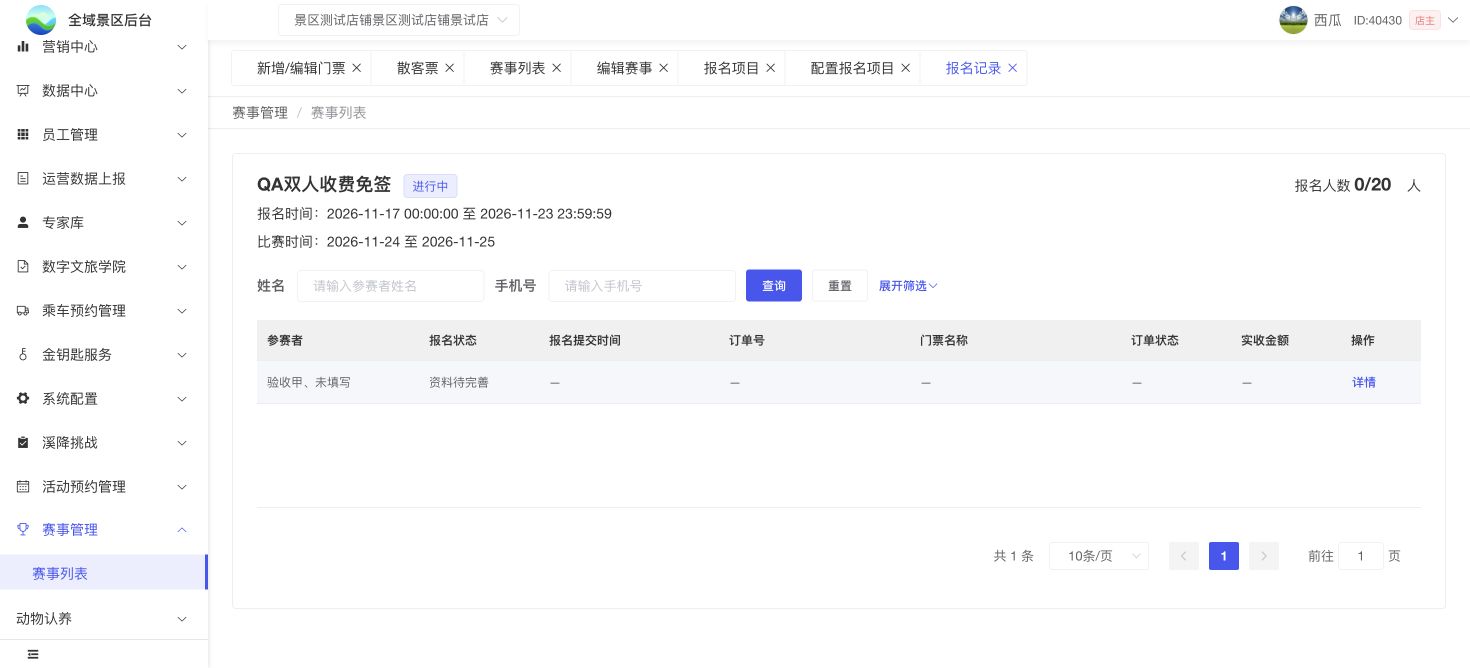 全域景区后台
景区测试店铺景区测试店铺景试店
西瓜 ID:40430 店主
营销中心
数据中心
员工管理
运营数据上报
专家库
数字文旅学院
乘车预约管理
金钥匙服务
系统配置
溪降挑战
活动预约管理
赛事管理
赛事列表
动物认养
新增/编辑门票 散客票 赛事列表 编辑赛事 报名项目 配置报名项目 报名记录
赛事管理 / 赛事列表
QA双人收费免签 进行中 报名人数 0/20 人
报名时间：2026-11-17 00:00:00 至 2026-11-23 23:59:59
比赛时间：2026-11-24 至 2026-11-25
姓名 请输入参赛者姓名 手机号 请输入手机号 查询 重置 展开筛选
参赛者 报名状态 报名提交时间 订单号 门票名称 订单状态 实收金额 操作
验收甲、未填写 资料待完善 — — — — — 详情
共 1 条 10条/页 1 前往 1 页